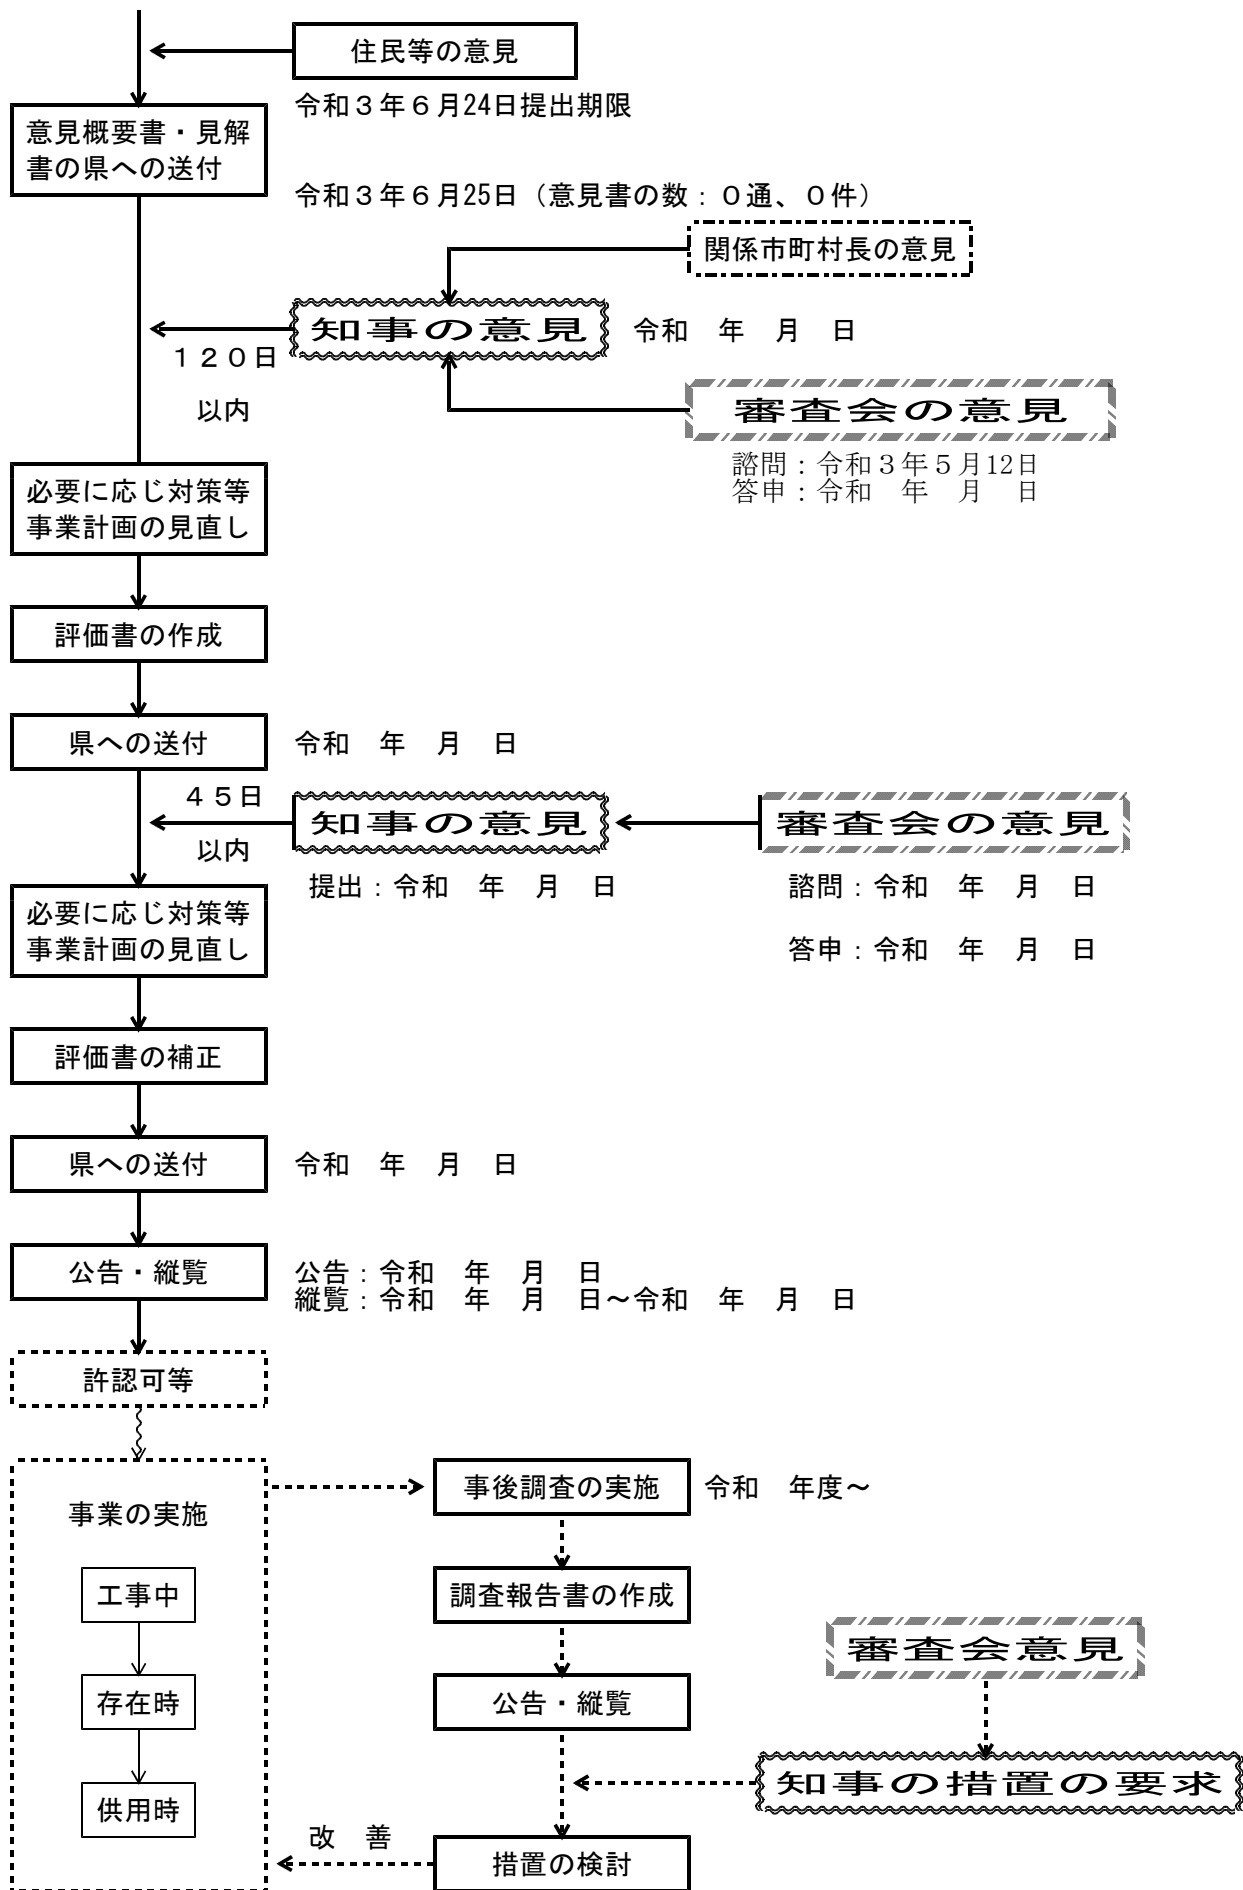 住民等の意見
令和３年６月24日提出期限
意見概要書・見解
書の県への送付
令和３年６月25日（意見書の数：０通、０件）
関係市町村長の意見
知事の意見　令和　年　月　日
１２０日
以内
審査会の意見
諮問：令和３年５月12日
答申：令和　年　月　日
必要に応じ対策等
事業計画の見直し
評価書の作成
県への送付　令和　年　月　日
４５日
以内
知事の意見
審査会の意見
提出：令和　年　月　日
諮問：令和　年　月　日
答申：令和　年　月　日
必要に応じ対策等
事業計画の見直し
評価書の補正
県への送付　令和　年　月　日
公告・縦覧
公告：令和　年　月　日
縦覧：令和　年　月　日～令和　年　月　日
許認可等
事業の実施
工事中
存在時
供用時
事後調査の実施　令和　年度～
調査報告書の作成
審査会意見
公告・縦覧
知事の措置の要求
改　善
措置の検討